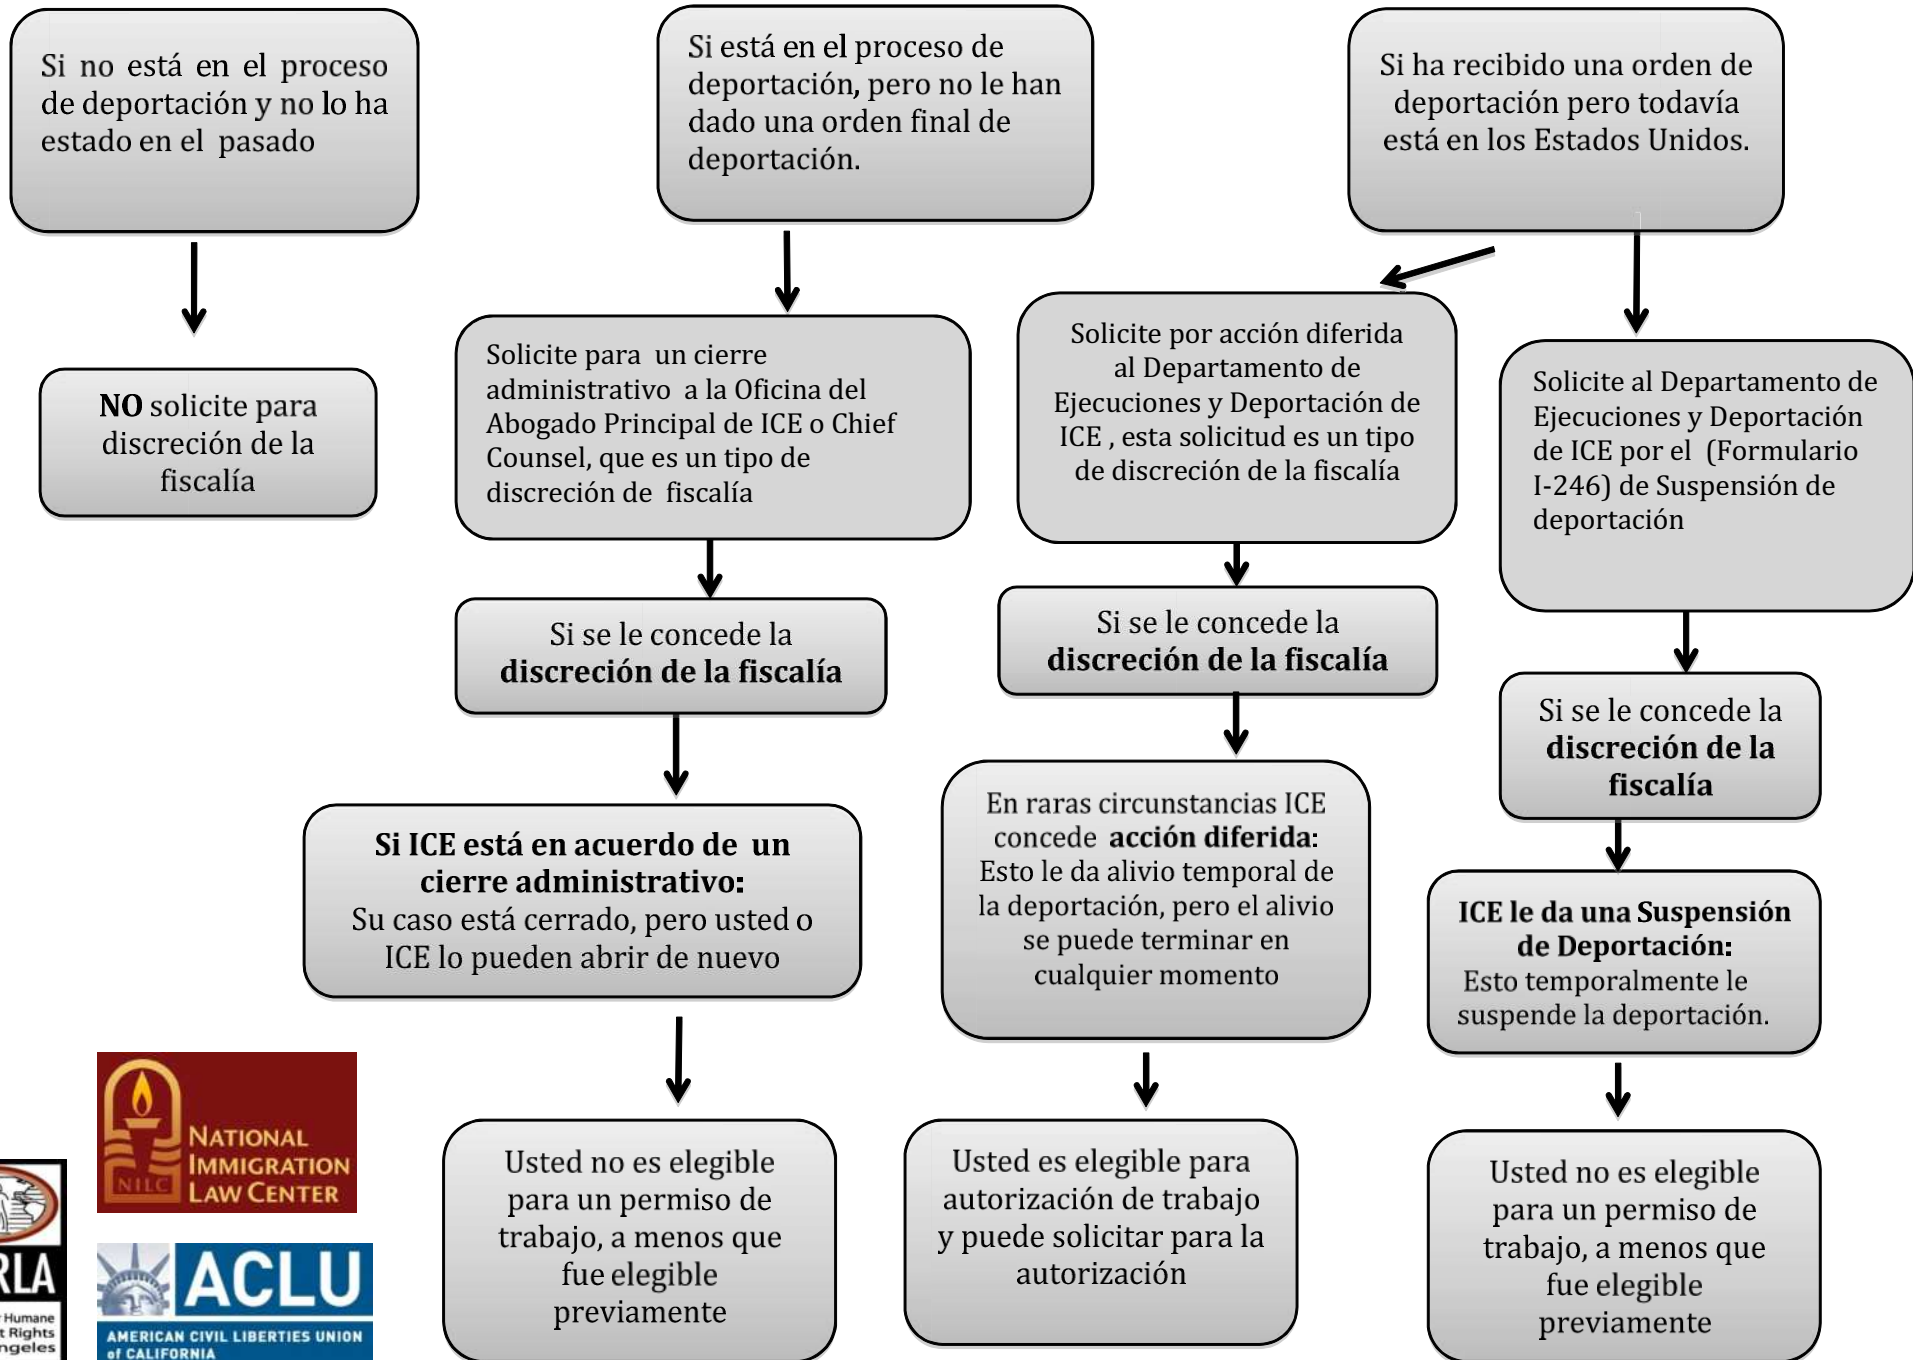 Si no está en el proceso
de deportación y no lo ha
estado en el pasado
Si está en el proceso de
deportación, pero no le han
dado una orden final de
deportación.
Si ha recibido una orden de
deportación pero todavía
está en los Estados Unidos.
NO solicite para
discreción de la
fiscalía
Solicite para un cierre
administrativo a la Oficina del
Abogado Principal de ICE o Chief
Counsel, que es un tipo de
discreción de fiscalía
Solicite por acción diferida
al Departamento de
Ejecuciones y Deportación de
ICE , esta solicitud es un tipo
de discreción de la fiscalía
Solicite al Departamento de
Ejecuciones y Deportación
de ICE por el (Formulario
I-246) de Suspensión de
deportación
Si se le concede la
discreción de la fiscalía
Si se le concede la
discreción de la fiscalía
Si se le concede la
discreción de la
fiscalía
Si ICE está en acuerdo de un
cierre administrativo:
Su caso está cerrado, pero usted o
ICE lo pueden abrir de nuevo
En raras circunstancias ICE
concede acción diferida:
Esto le da alivio temporal de
la deportación, pero el alivio
se puede terminar en
cualquier momento
ICE le da una Suspensión
de Deportación:
Esto temporalmente le
suspende la deportación.
Usted no es elegible
para un permiso de
trabajo, a menos que
fue elegible
previamente
Usted es elegible para
autorización de trabajo
y puede solicitar para la
autorización
Usted no es elegible
para un permiso de
trabajo, a menos que
fue elegible
previamente
NILC
NATIONAL
IMMIGRATION
LAW CENTER
RLA
Humane
t Rights
ngeles
ACLU
AMERICAN CIVIL LIBERTIES UNION
of CALIFORNIA